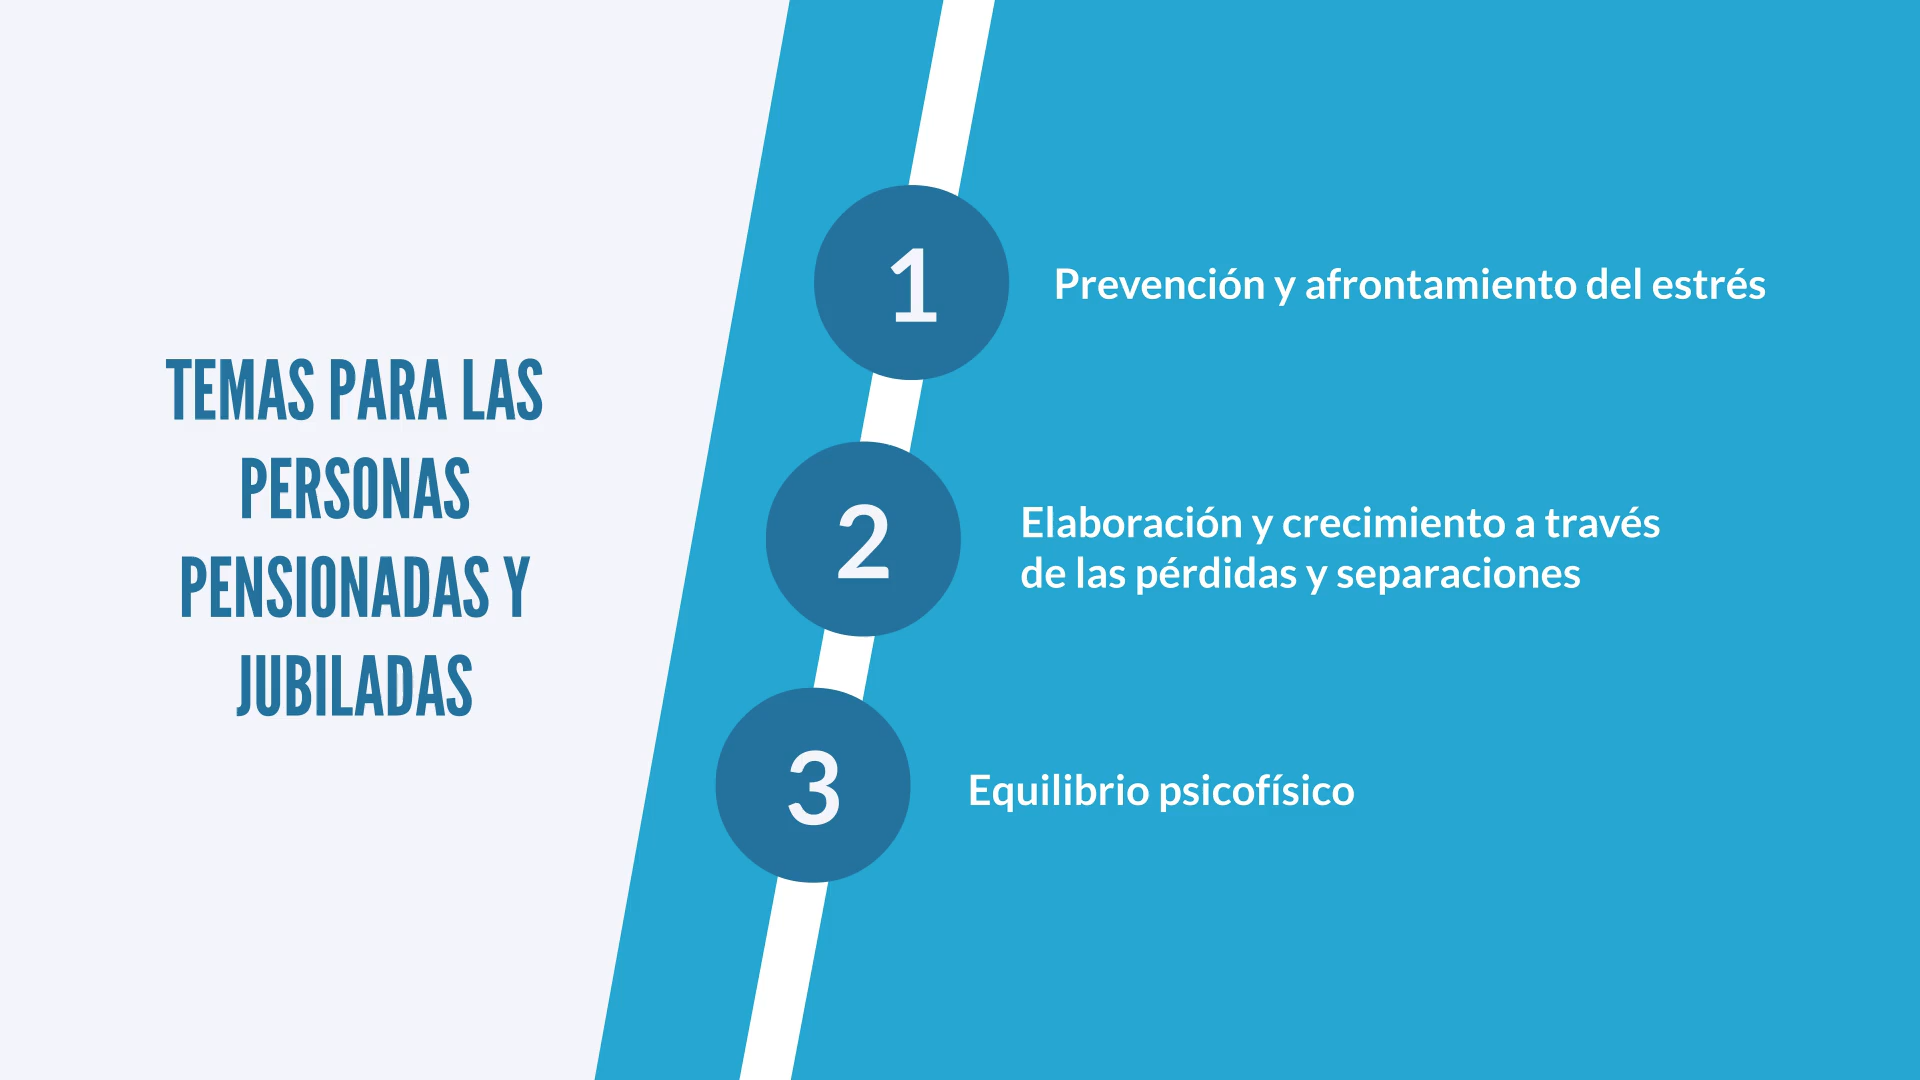 TEMAS PARA LAS
PERSONAS
PENSIONADAS Y
JUBILADAS
1
Prevención y afrontamiento del estrés
2
Elaboración y crecimiento a través
de las pérdidas y separaciones
3
Equilibrio psicofísico